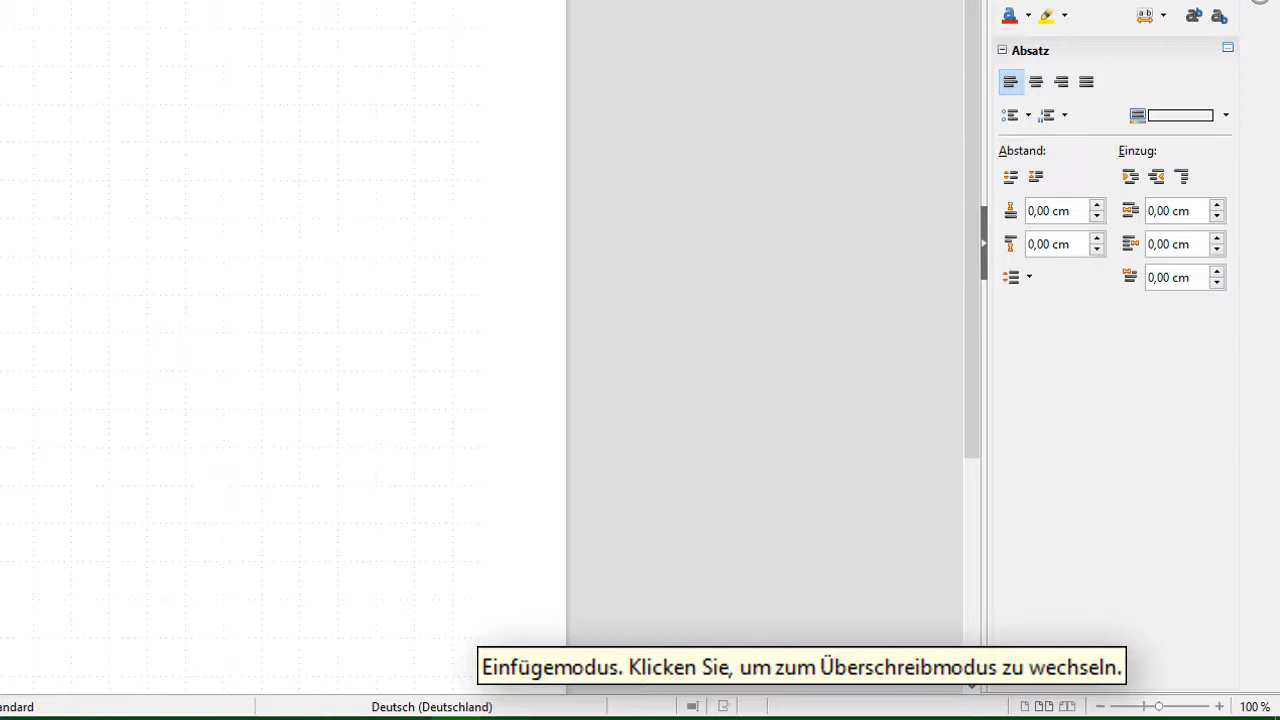 Absatz
Abstand:
Einzug:
0,00 cm
0,00 cm
0,00 cm
0,00 cm
0,00 cm
Einfügemodus. Klicken Sie, um zum Überschreibmodus zu wechseln.
andard
Deutsch (Deutschland)
100 %